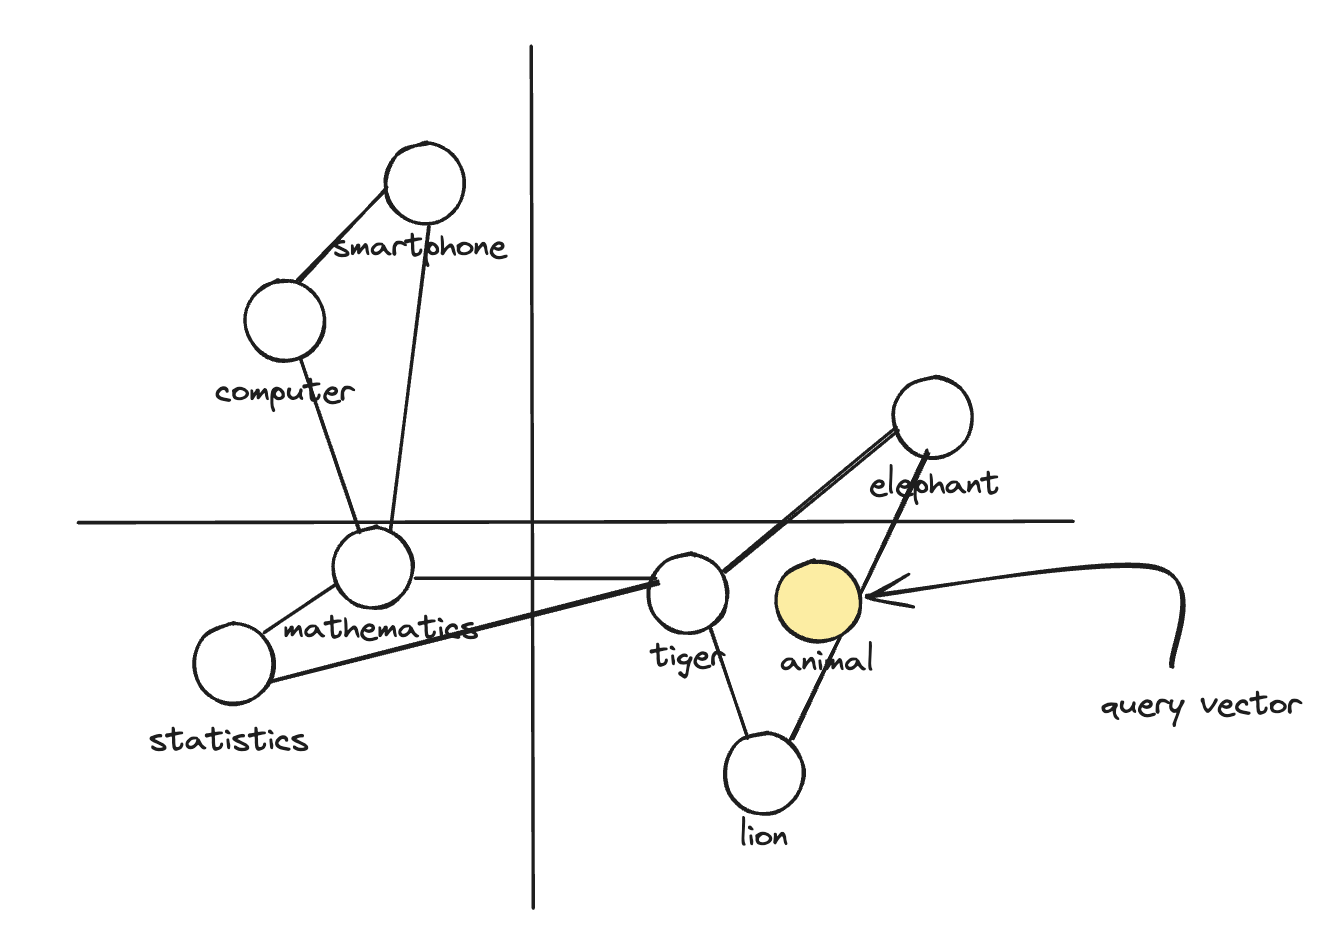 smartphone
computer
elephant
mathematics
tiger
animal
query vector
statistics
lion